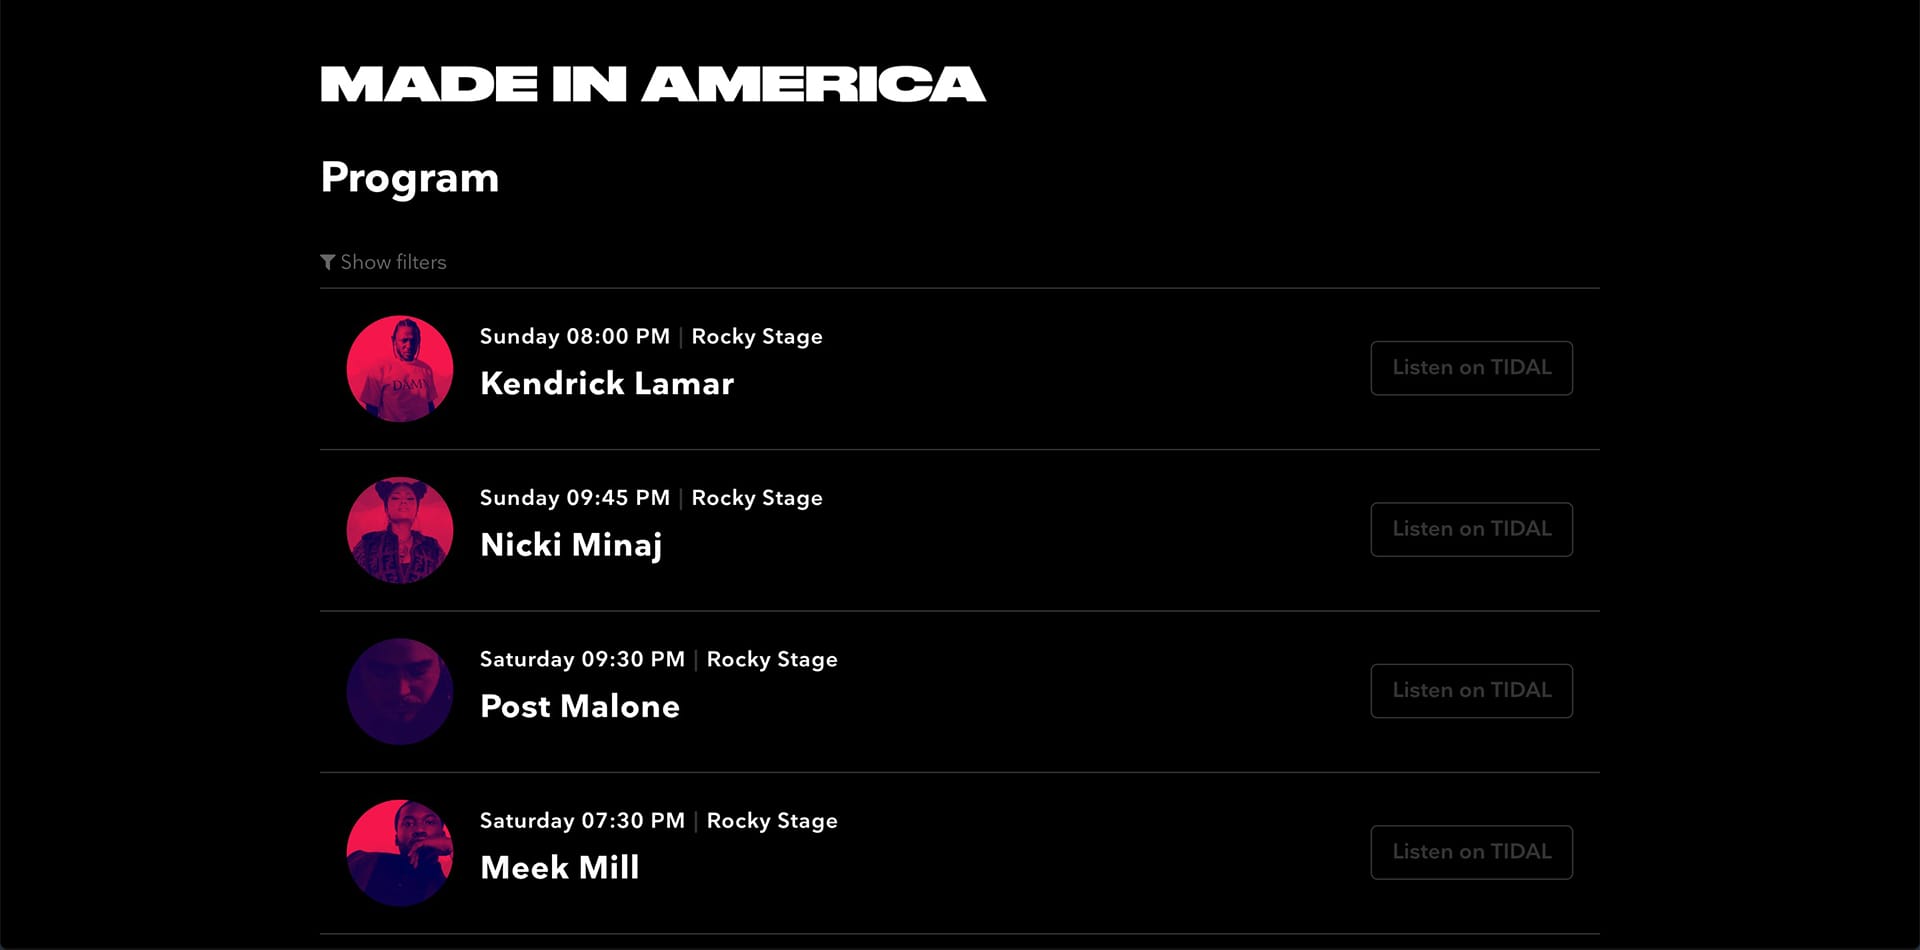 MADE IN AMERICA
Program
Show filters
Sunday 08:00 PM | Rocky Stage
Kendrick Lamar
Listen on TIDAL
DAMN
Sunday 09:45 PM | Rocky Stage
Nicki Minaj
Listen on TIDAL
Saturday 09:30 PM | Rocky Stage
Post Malone
Listen on TIDAL
Saturday 07:30 PM | Rocky Stage
Meek Mill
Listen on TIDAL